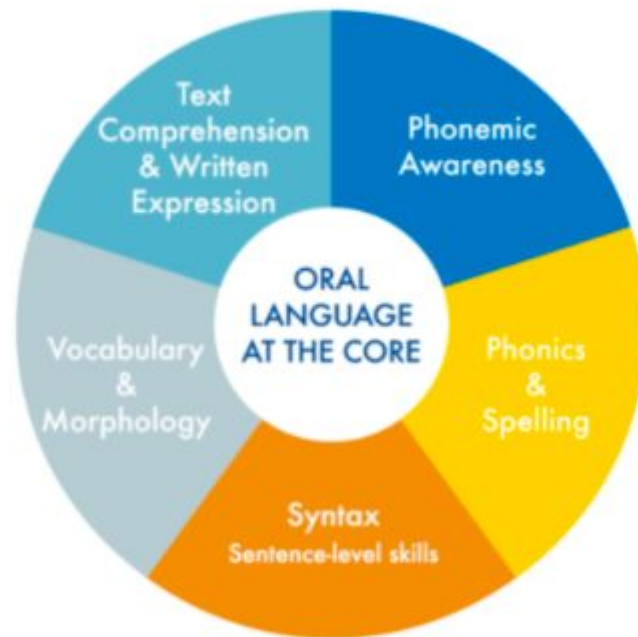 Text
Comprehension
& Written
Expression
Phonemic
Awareness
ORAL
LANGUAGE
AT THE CORE
Vocabulary
&
Morphology
Phonics
&
Spelling
Syntax
Sentence-level skills